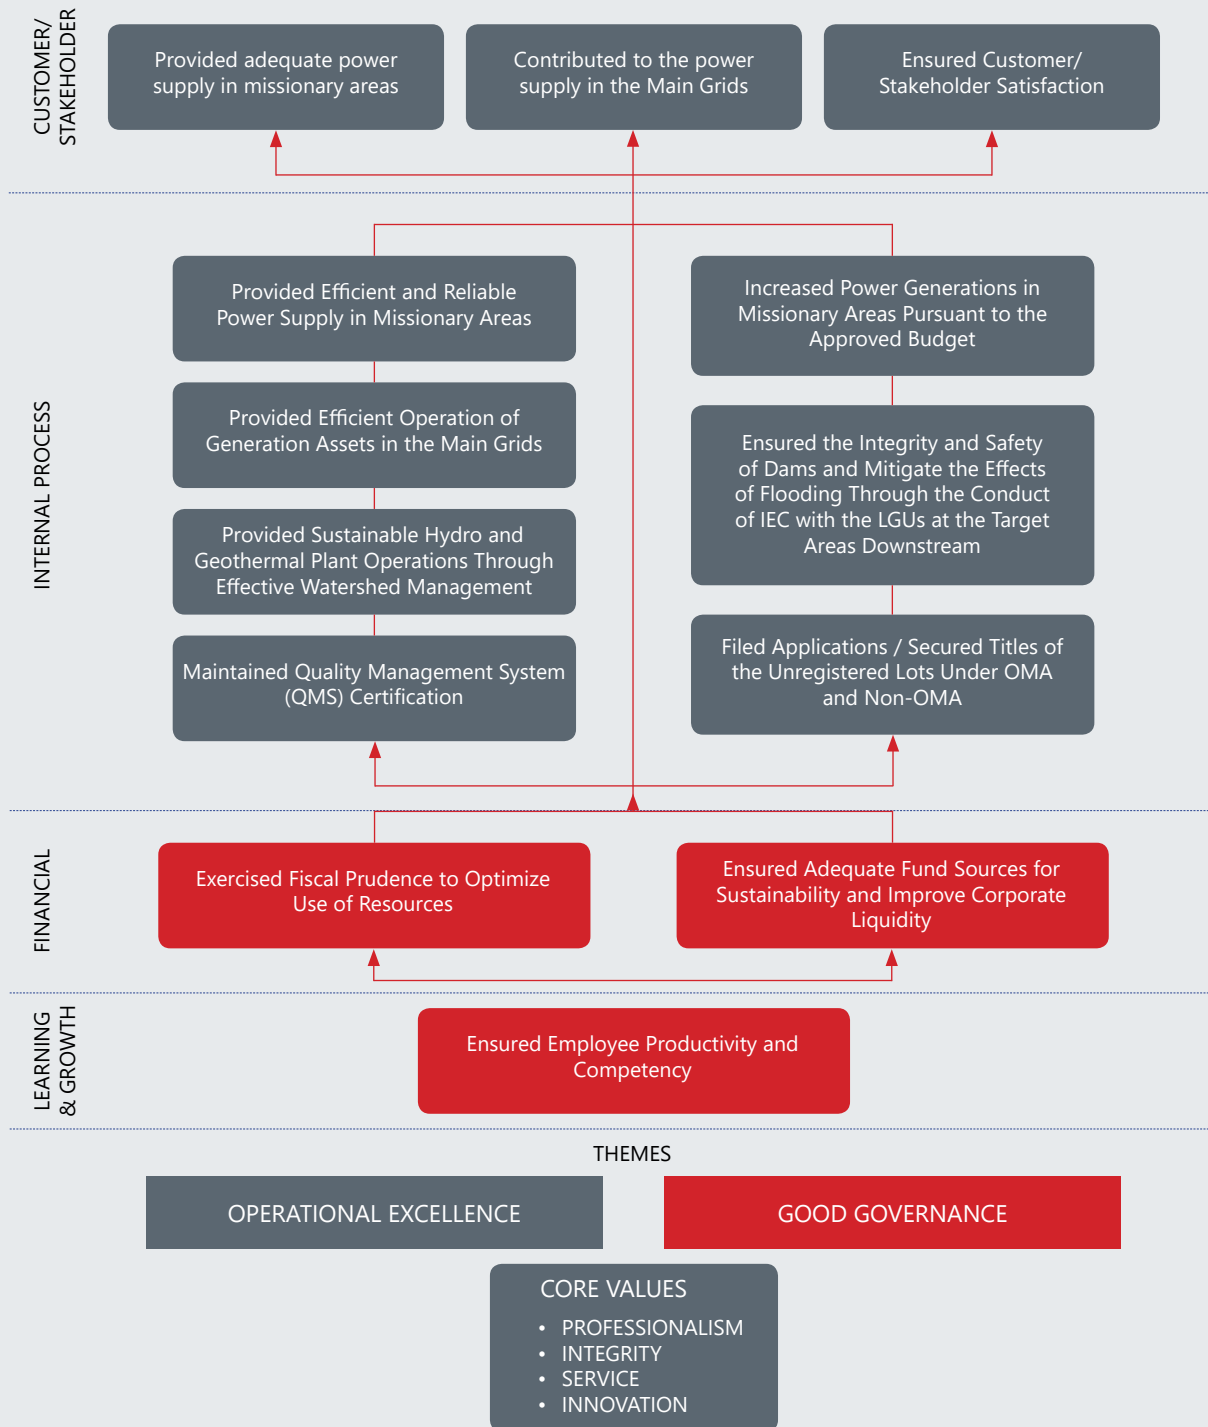 CUSTOMER/
STAKEHOLDER
Provided adequate power
supply in missionary areas
Contributed to the power
supply in the Main Grids
Ensured Customer/
Stakeholder Satisfaction
INTERNAL PROCESS
Provided Efficient and Reliable
Power Supply in Missionary Areas
Provided Efficient Operation of
Generation Assets in the Main Grids
Provided Sustainable Hydro and
Geothermal Plant Operations Through
Effective Watershed Management
Maintained Quality Management System
(QMS) Certification
Increased Power Generations in
Missionary Areas Pursuant to the
Approved Budget
Ensured the Integrity and Safety
of Dams and Mitigate the Effects
of Flooding Through the Conduct
of IEC with the LGUs at the Target
Areas Downstream
Filed Applications / Secured Titles of
the Unregistered Lots Under OMA
and Non-OMA
FINANCIAL
Exercised Fiscal Prudence to Optimize
Use of Resources
Ensured Adequate Fund Sources for
Sustainability and Improve Corporate
Liquidity
LEARNING
& GROWTH
Ensured Employee Productivity and
Competency
THEMES
OPERATIONAL EXCELLENCE
GOOD GOVERNANCE
CORE VALUES
• PROFESSIONALISM
• INTEGRITY
• SERVICE
• INNOVATION